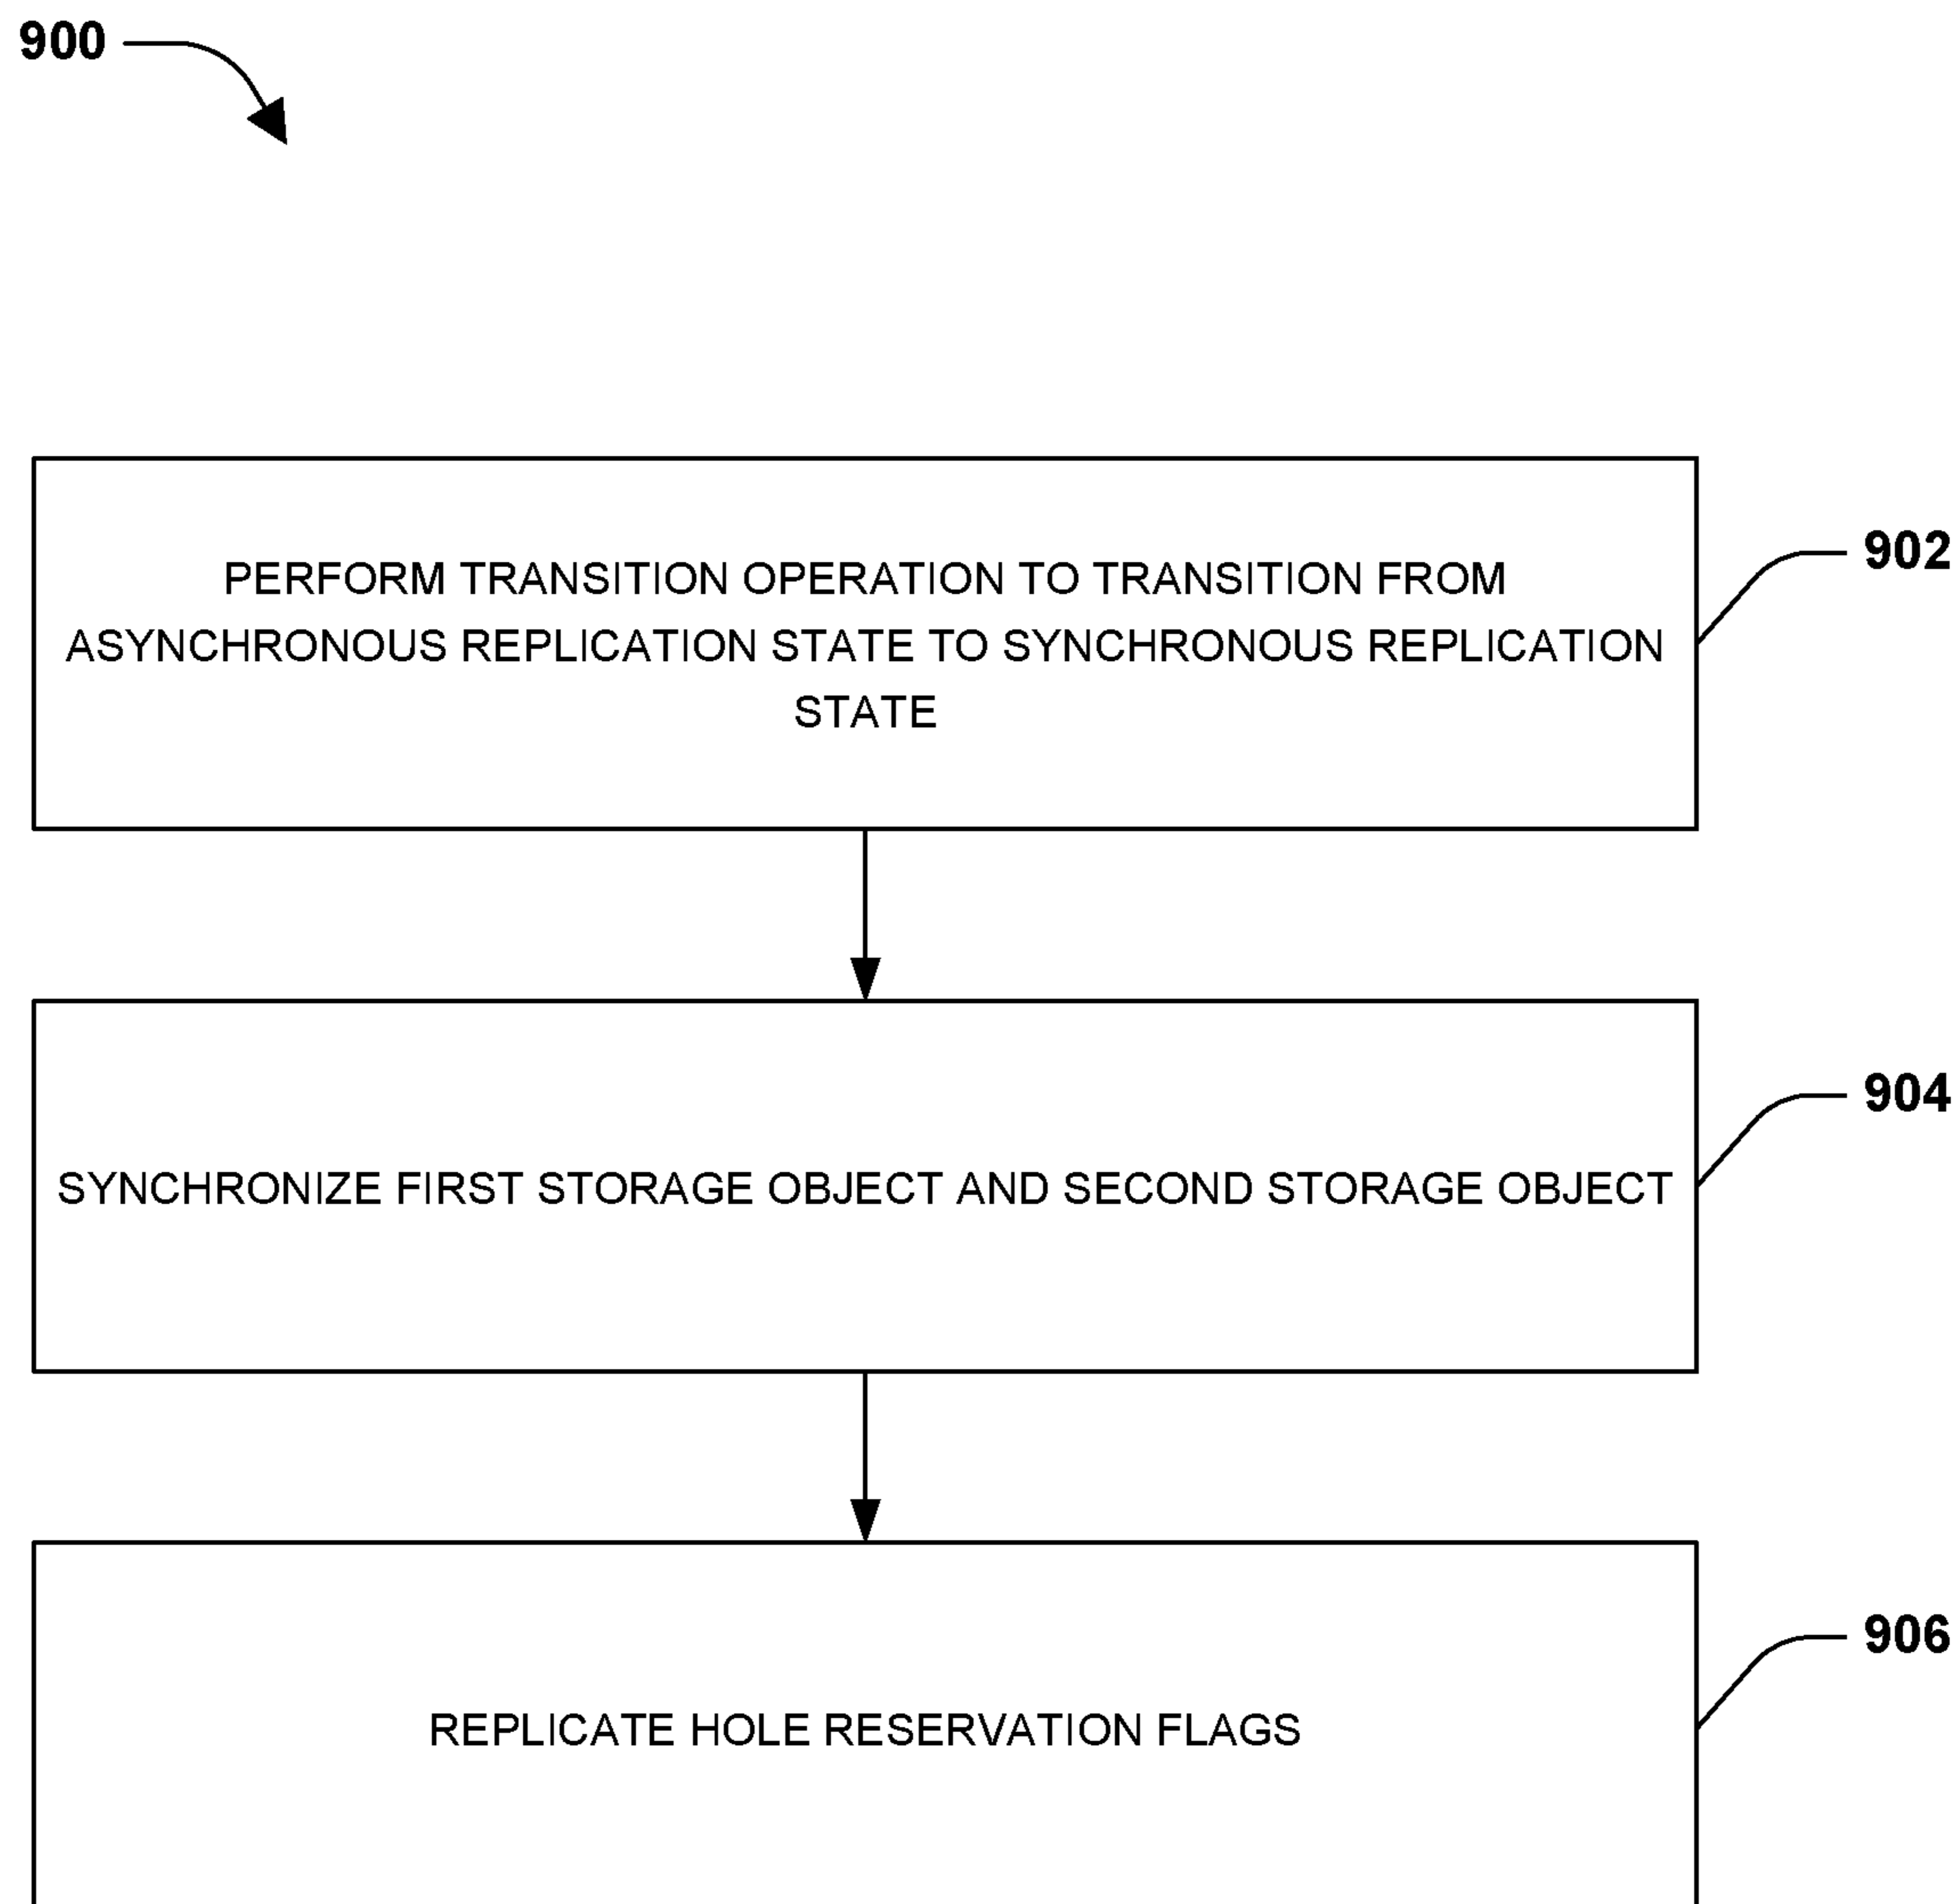 900
PERFORM TRANSITION OPERATION TO TRANSITION FROM
ASYNCHRONOUS REPLICATION STATE TO SYNCHRONOUS REPLICATION
STATE
902
SYNCHRONIZE FIRST STORAGE OBJECT AND SECOND STORAGE OBJECT
904
REPLICATE HOLE RESERVATION FLAGS
906